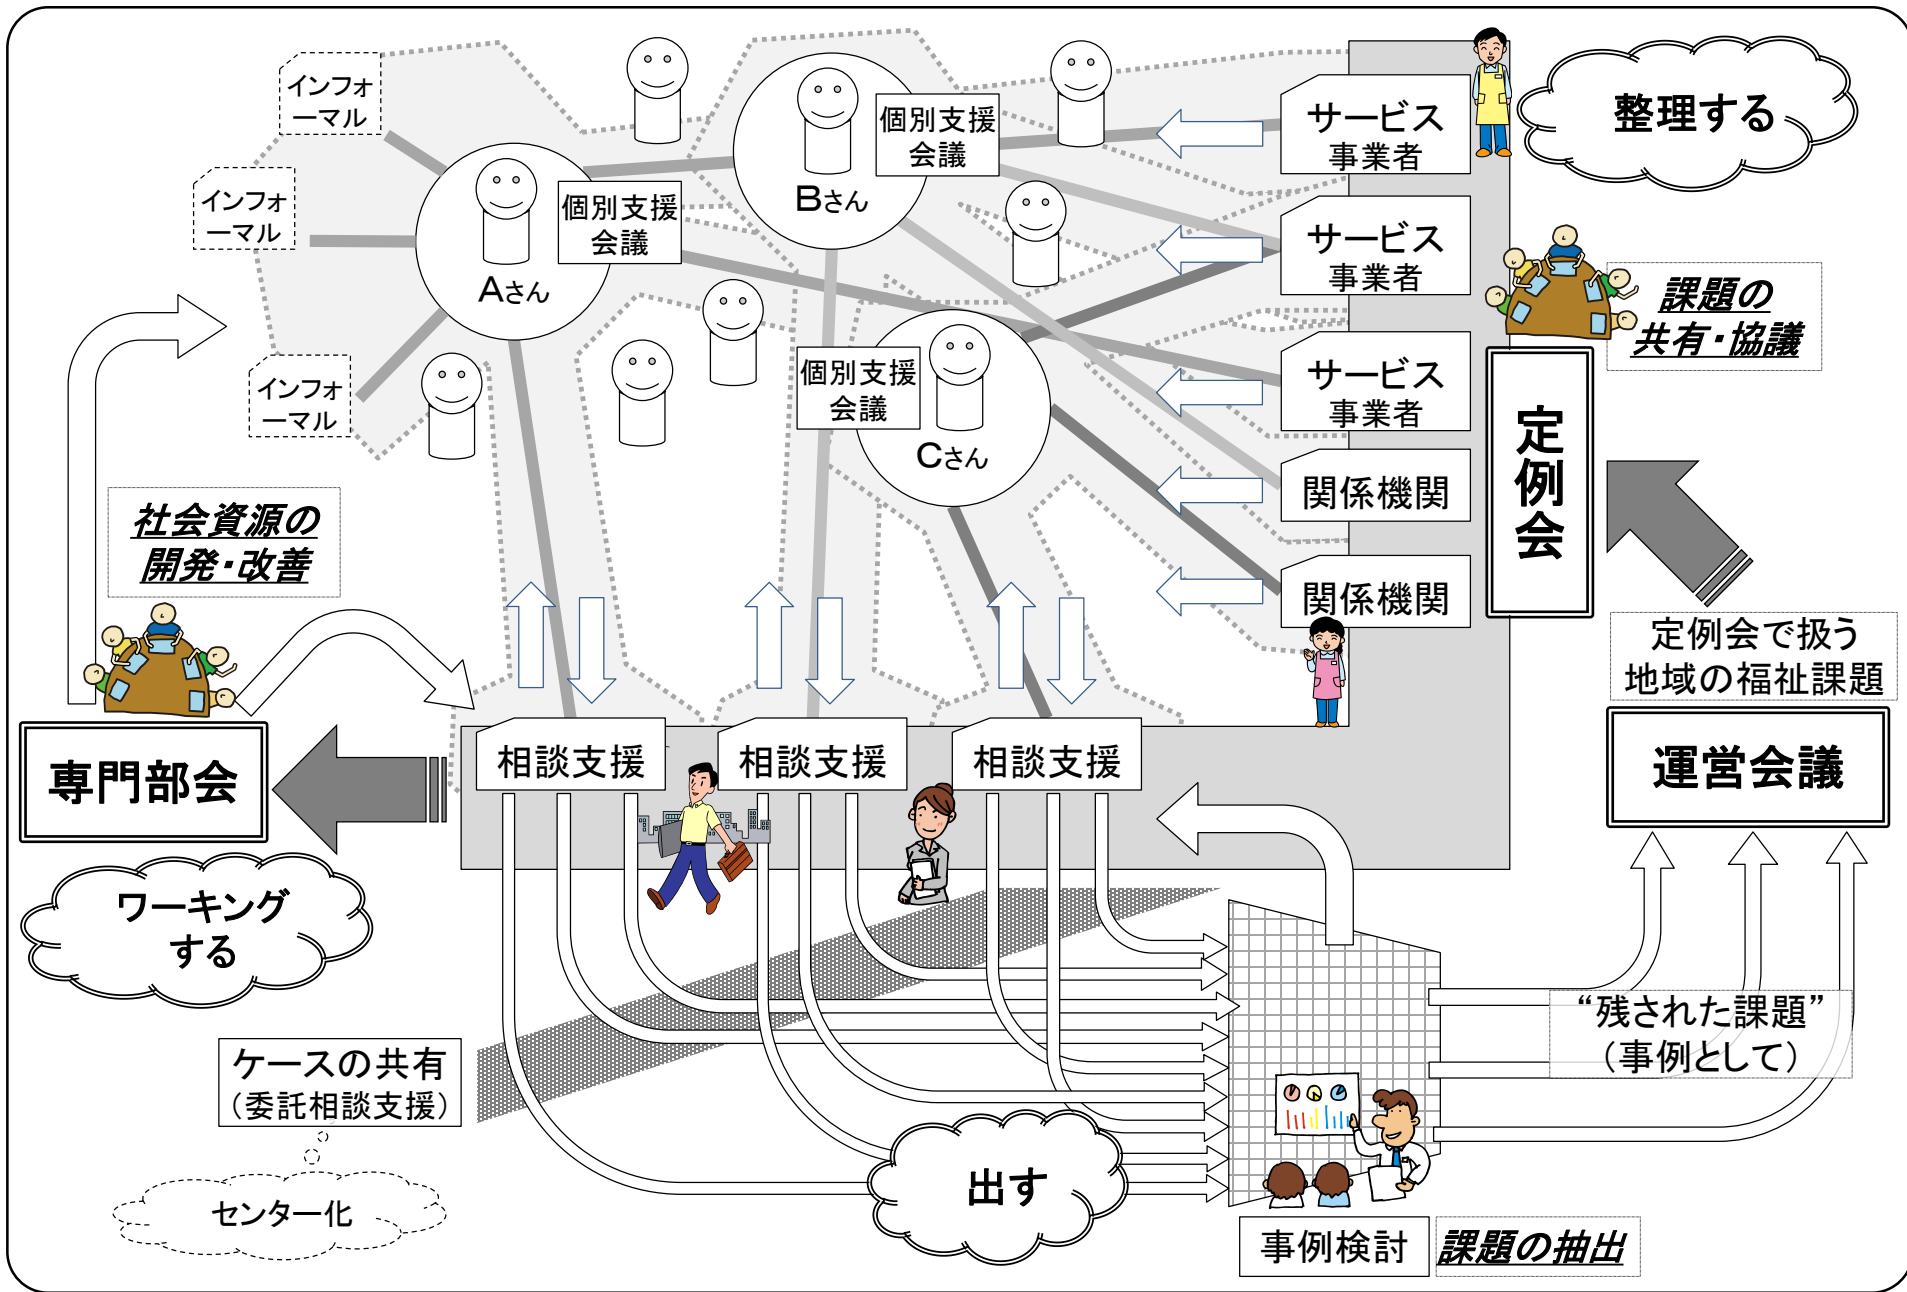 インフォ
ーマル
インフォ
ーマル
インフォ
ーマル
Aさん
個別支援
会議
Bさん
個別支援
会議
Cさん
個別支援
会議
サービス
事業者
サービス
事業者
サービス
事業者
関係機関
関係機関
整理する
課題の
共有・協議
定例会
定例会で扱う
地域の福祉課題
運営会議
社会資源の
開発・改善
専門部会
ワーキング
する
相談支援
相談支援
相談支援
“残された課題”
（事例として）
ケースの共有
（委託相談支援）
センター化
出す
事例検討
課題の抽出